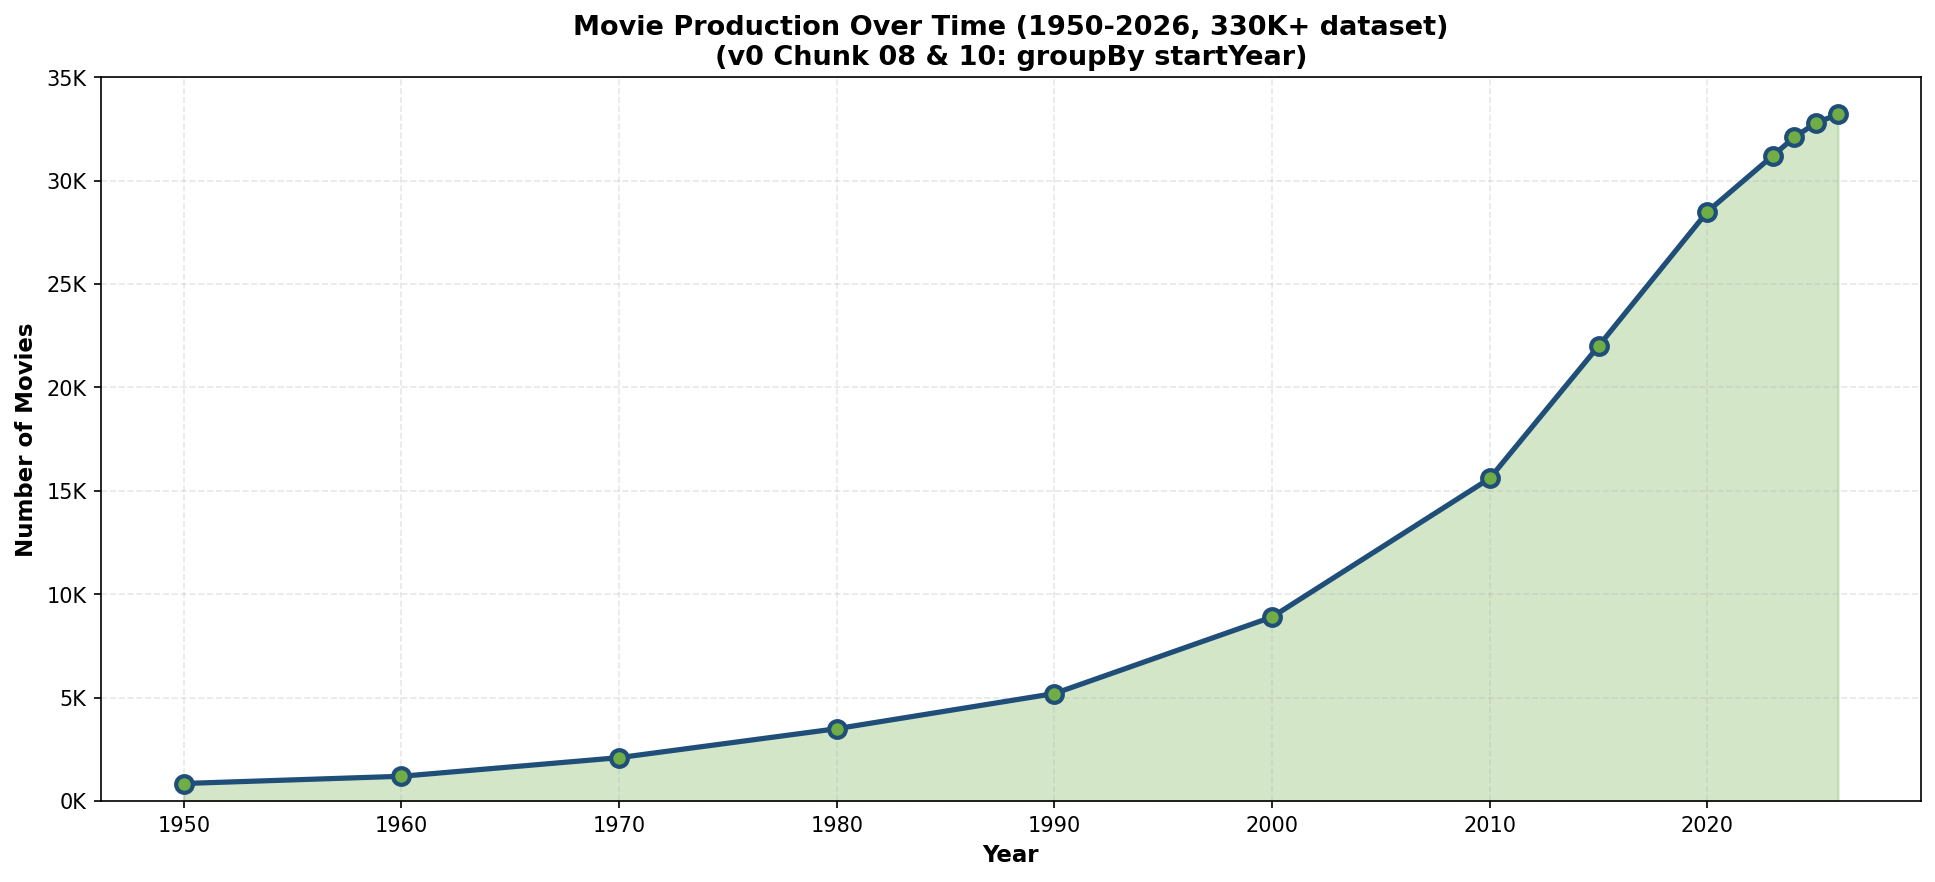 Movie Production Over Time (1950-2026, 330K+ dataset)
(v0 Chunk 08 & 10: groupBy startYear)
35K
30K
25K
20K
15K
10K
5K
0K
Number of Movies
1950 1960 1970 1980 1990 2000 2010 2020
Year